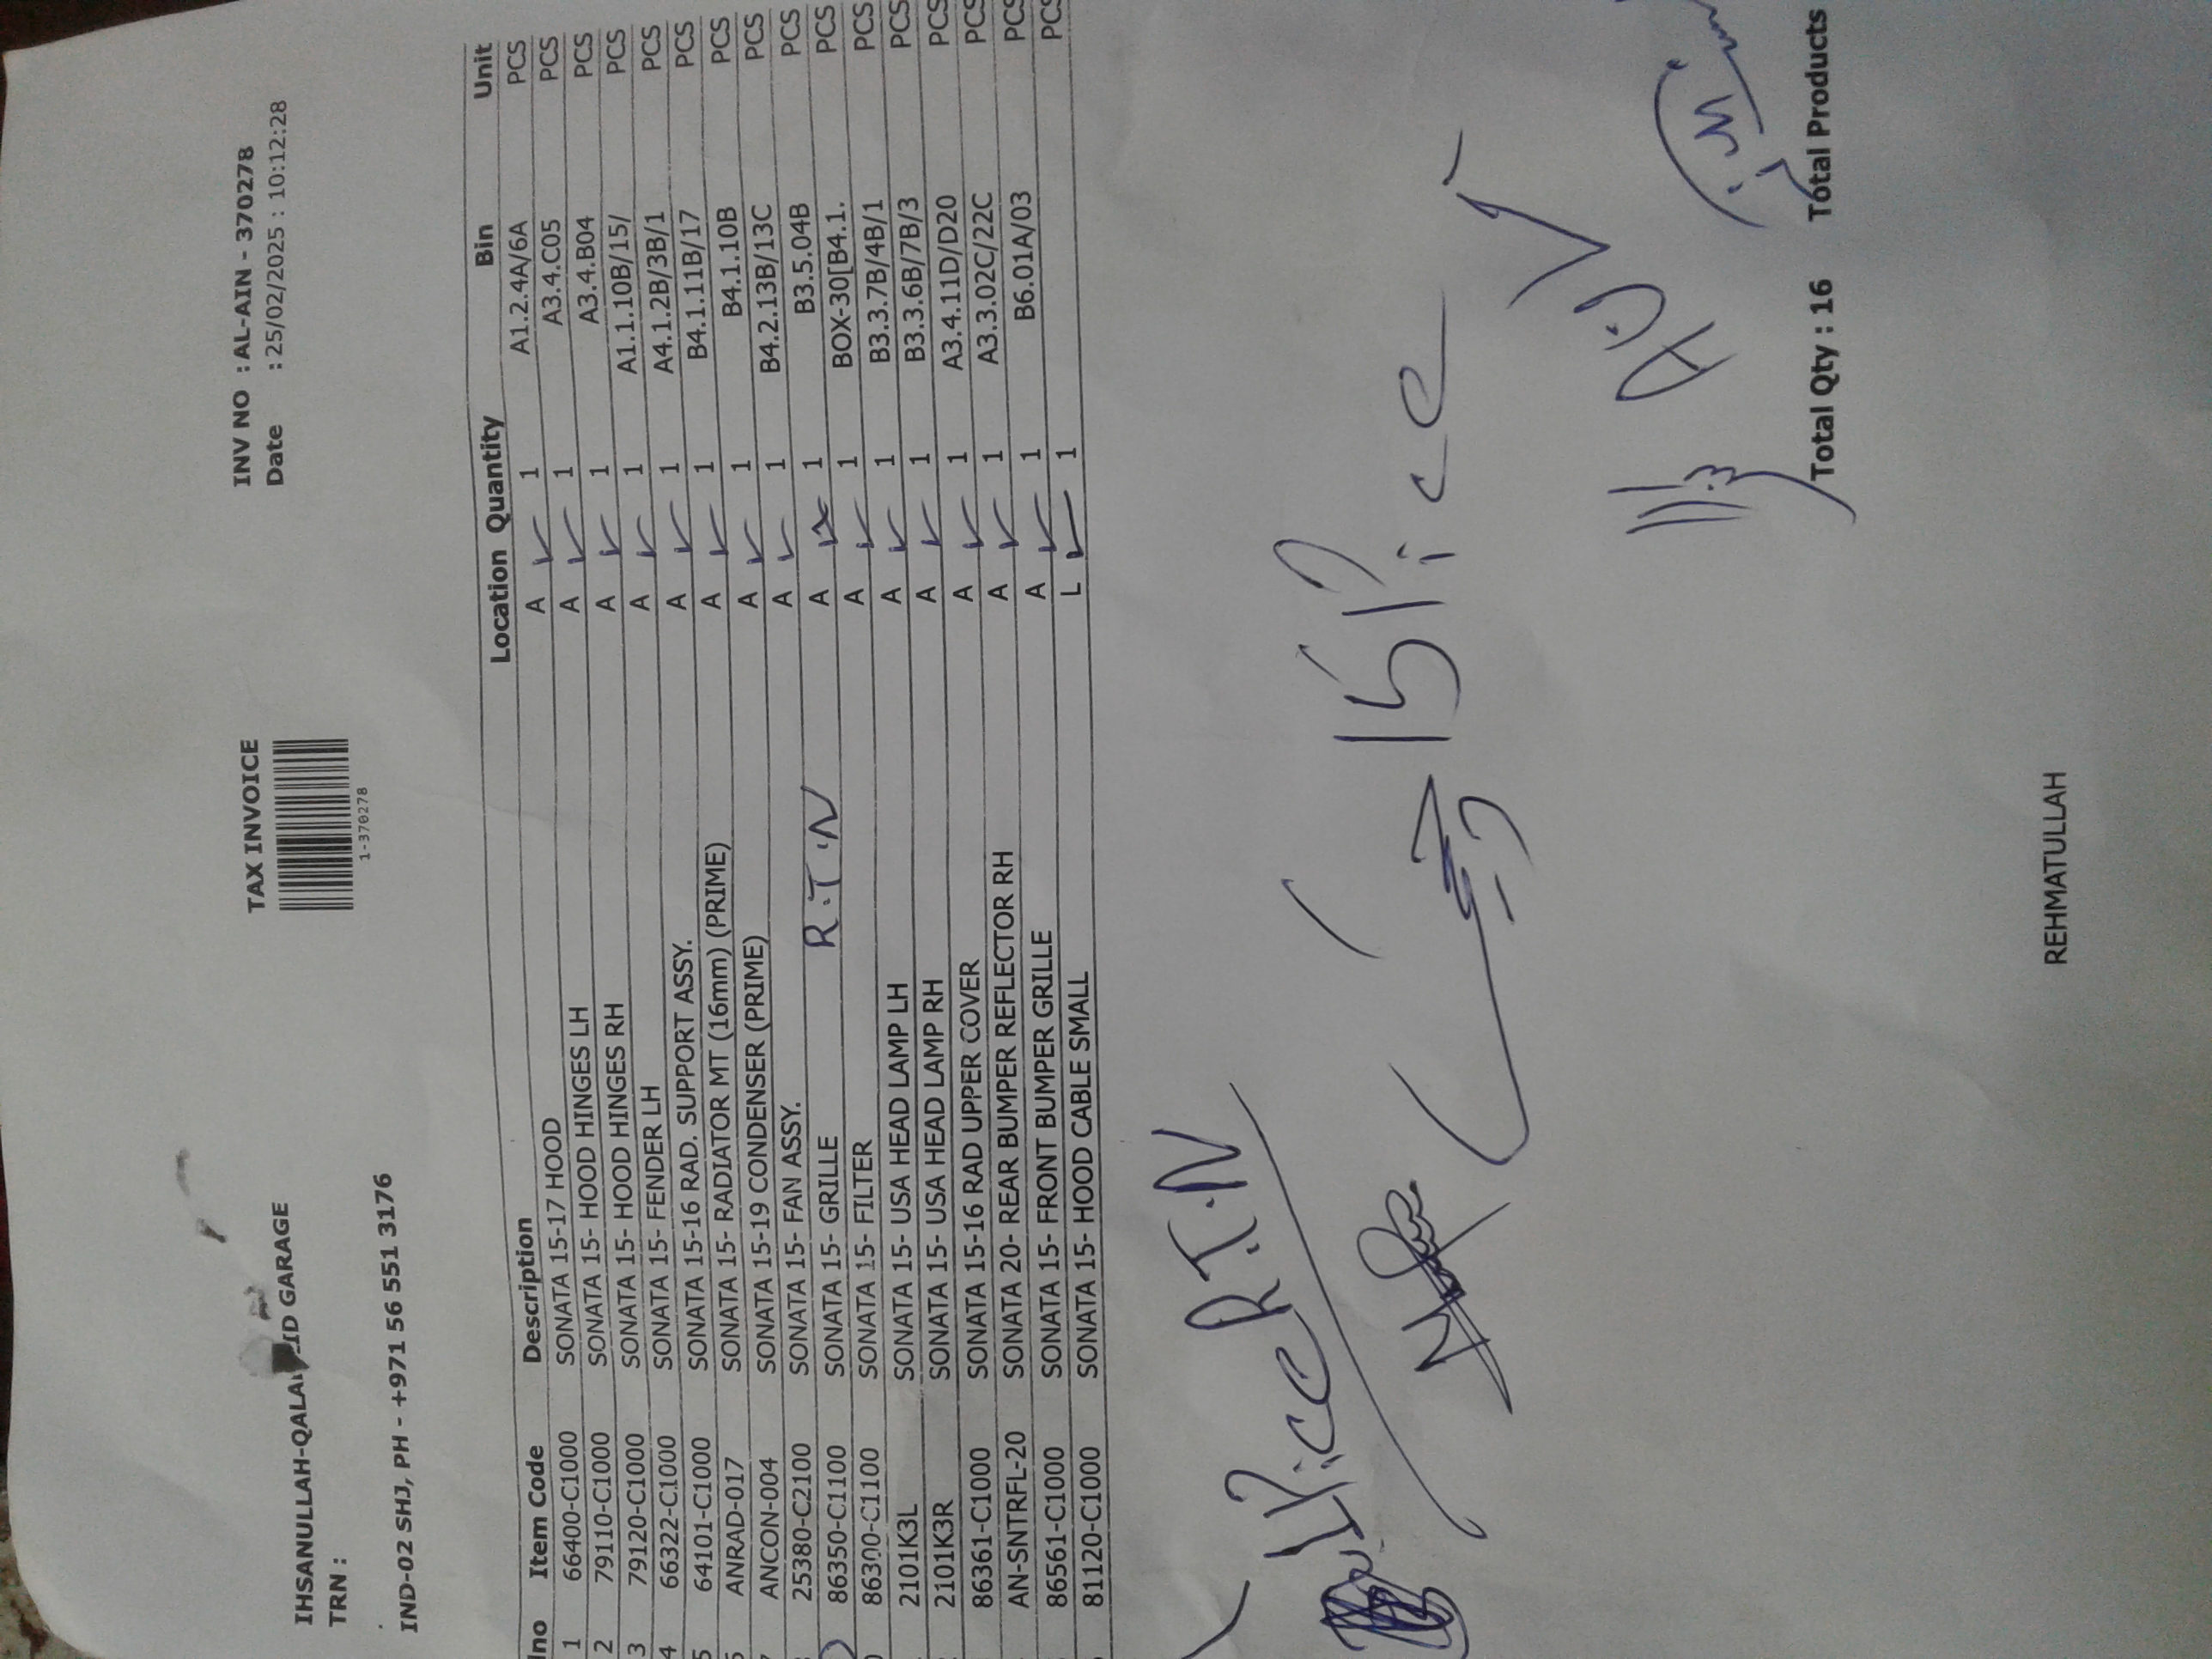 TAX INVOICE
1-370278
INV NO : AL-AIN - 370278
Date : 25/02/2025 : 10:12:28
ID GARAGE
TRN :
IND-02 SHJ, PH - +971 56 551 3176
Item Code Description Location Quantity Bin Unit
1 66400-C1000 SONATA 15-17 HOOD A 1 A1.2.4A/6A PCS
2 79110-C1000 SONATA 15- HOOD HINGES LH A 1 A3.4.C05 PCS
3 79120-C1000 SONATA 15- HOOD HINGES RH A 1 A3.4.B04 PCS
4 66322-C1000 SONATA 15- FENDER LH A 1 A1.1.10B/15/ PCS
5 64101-C1000 SONATA 15-16 RAD. SUPPORT ASSY. A 1 A4.1.2B/3B/1 PCS
ANRAD-017 SONATA 15- RADIATOR MT (16mm) (PRIME) A 1 B4.1.11B/17 PCS
ANCON-004 SONATA 15-19 CONDENSER (PRIME) A 1 B4.1.10B PCS
25380-C2100 SONATA 15- FAN ASSY. A 1 B4.2.13B/13C PCS
86350-C1100 SONATA 15- GRILLE R.T.N A 1 B3.5.04B PCS
86300-C1100 SONATA 15- FILTER A 1 BOX-30[B4.1. PCS
2101K3L SONATA 15- USA HEAD LAMP LH A 1 B3.3.7B/4B/1 PCS
2101K3R SONATA 15- USA HEAD LAMP RH A 1 B3.3.6B/7B/3 PCS
86361-C1000 SONATA 15-16 RAD UPPER COVER A 1 A3.4.11D/D20 PCS
AN-SNTRFL-20 SONATA 20- REAR BUMPER REFLECTOR RH A 1 A3.3.02C/22C PCS
86561-C1000 SONATA 15- FRONT BUMPER GRILLE A 1 B6.01A/03 PCS
81120-C1000 SONATA 15- HOOD CABLE SMALL L 1 PCS
1Picc R.T.N
15Picc
Total Qty : 16 Total Products
REHMATULLAH